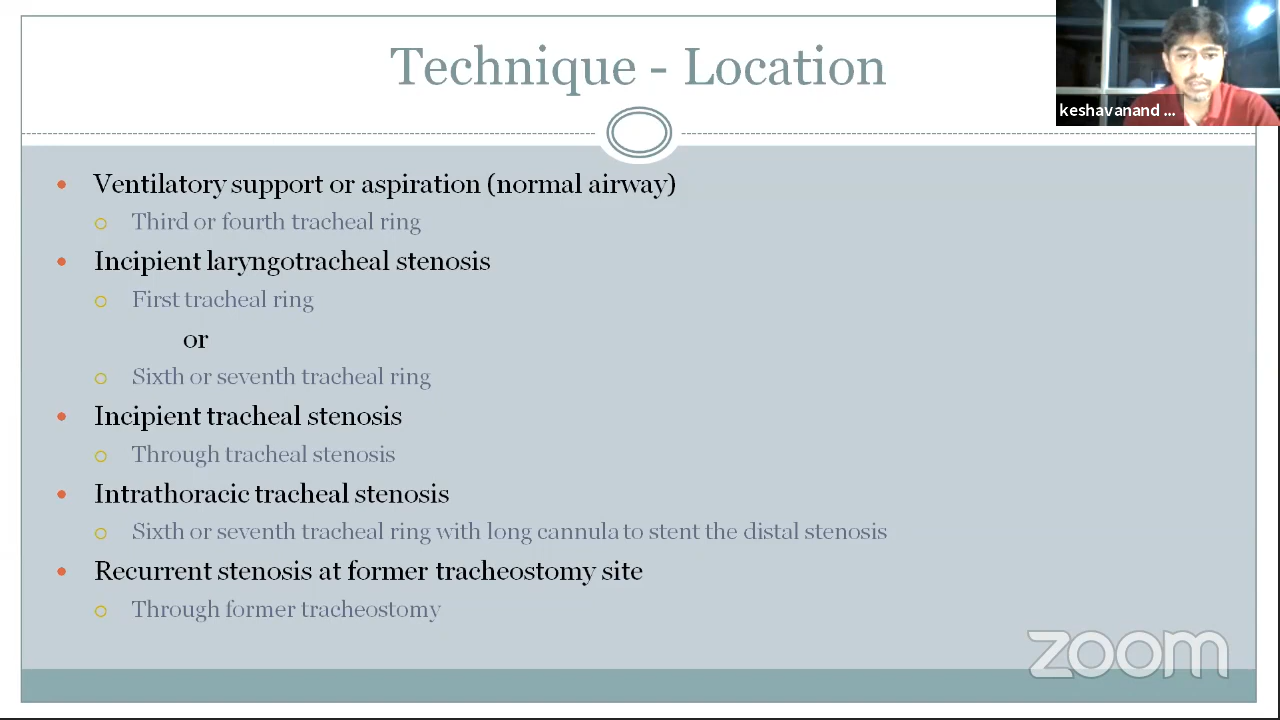 Technique - Location
keshavanand ...
• Ventilatory support or aspiration (normal airway)
o Third or fourth tracheal ring
• Incipient laryngotracheal stenosis
o First tracheal ring
or
o Sixth or seventh tracheal ring
• Incipient tracheal stenosis
o Through tracheal stenosis
• Intrathoracic tracheal stenosis
o Sixth or seventh tracheal ring with long cannula to stent the distal stenosis
• Recurrent stenosis at former tracheostomy site
o Through former tracheostomy
zoom